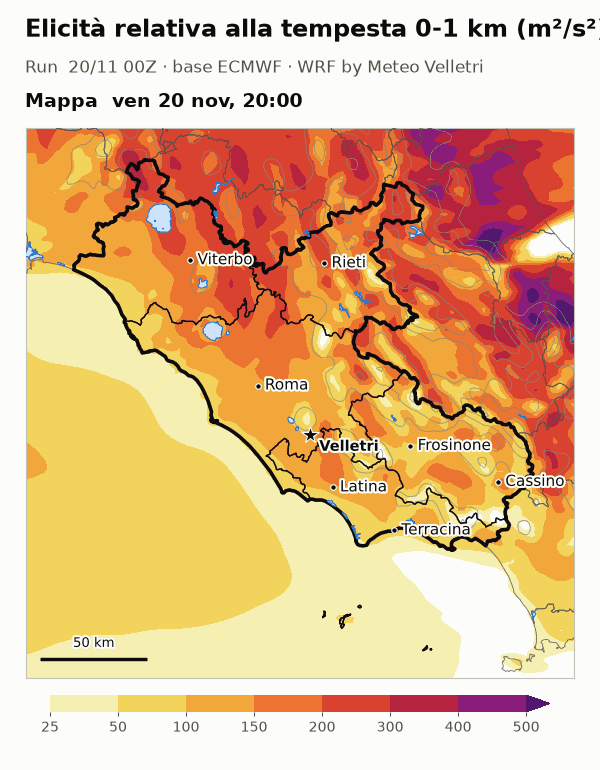 Elicità relativa alla tempesta 0-1 km (m²/s²)
Run  20/11 00Z · base ECMWF · WRF by Meteo Velletri
Mappa  ven 20 nov, 20:00
Viterbo
Rieti
Roma
Velletri
Frosinone
Latina
Cassino
Terracina
50 km
25 50 100 150 200 300 400 500